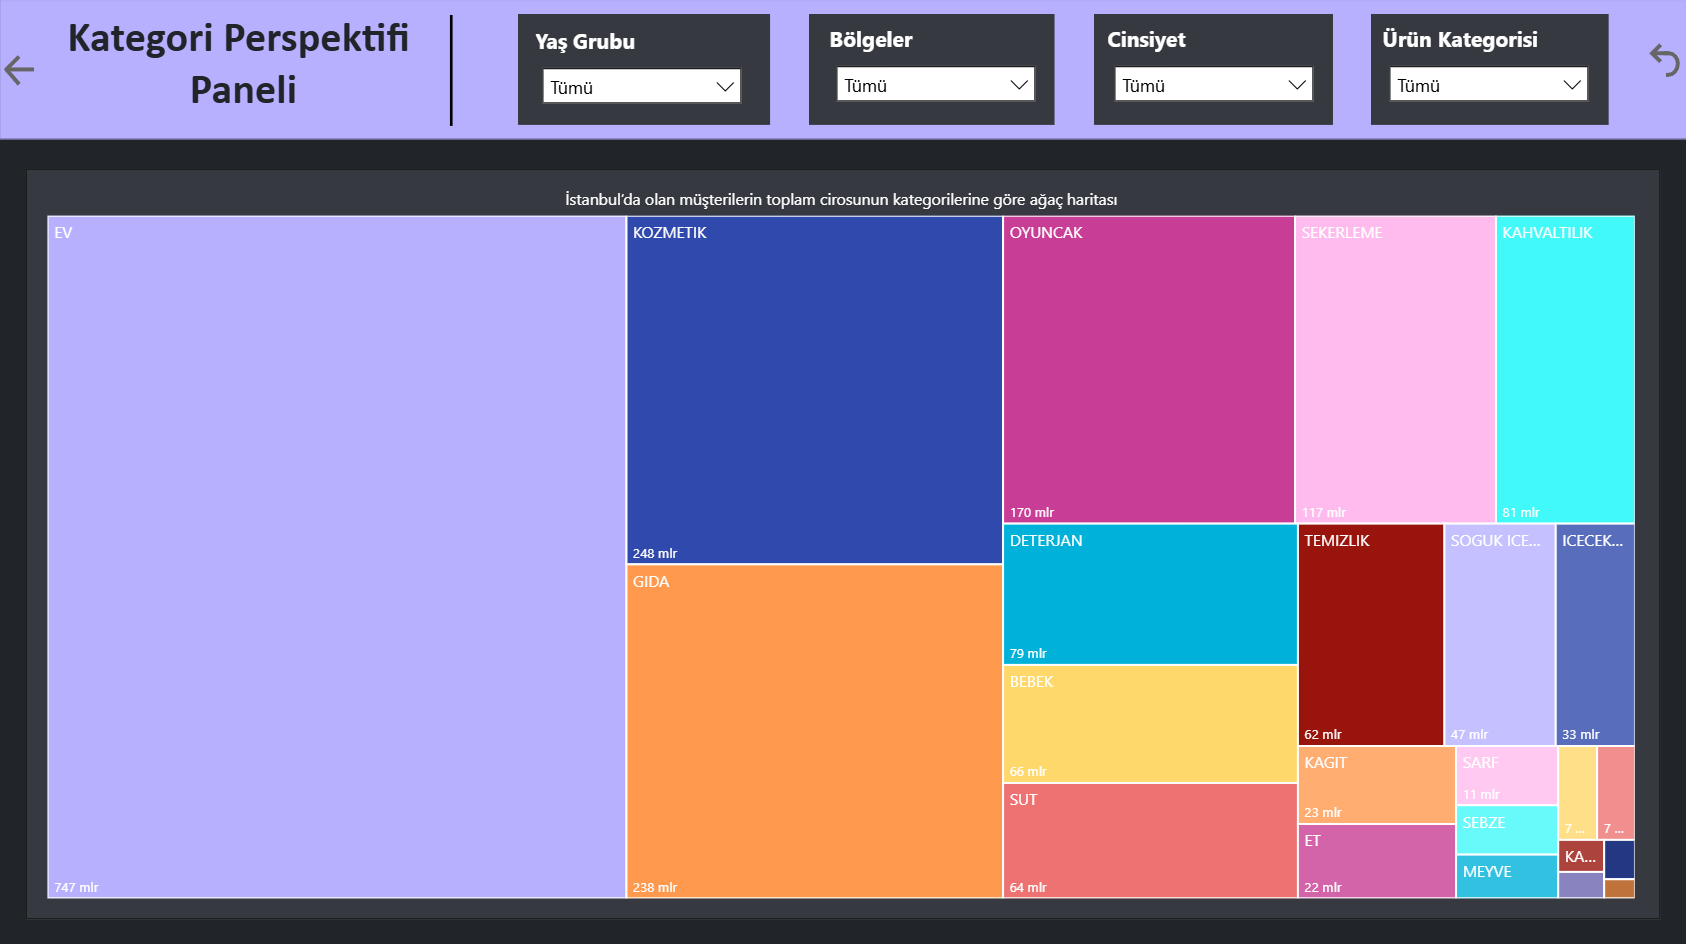 Kategori Perspektifi
Paneli
Yaş Grubu
Tümü
Bölgeler
Tümü
Cinsiyet
Tümü
Ürün Kategorisi
Tümü
İstanbul'da olan müşterilerin toplam cirosunun kategorilerine göre ağaç haritası
EV
747 mlr
KOZMETIK
248 mlr
GIDA
238 mlr
OYUNCAK
170 mlr
SEKERLEME
117 mlr
KAHVALTILIK
81 mlr
DETERJAN
79 mlr
BEBEK
66 mlr
SUT
64 mlr
TEMIZLIK
62 mlr
SOGUK ICE...
47 mlr
ICECEK...
33 mlr
KAGIT
23 mlr
ET
22 mlr
SARF
11 mlr
SEBZE
MEYVE
7 ...
7 ...
KA...